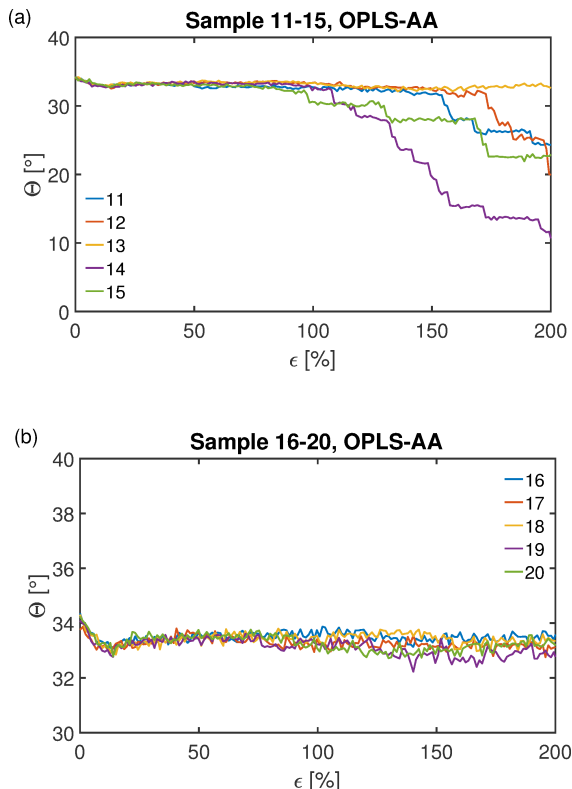 (a)
Sample 11-15, OPLS-AA
40
30
20
10
0
Θ [°]
11
12
13
14
15
0 50 100 150 200
ϵ [%]
(b)
Sample 16-20, OPLS-AA
40
38
36
34
32
30
Θ [°]
16
17
18
19
20
0 50 100 150 200
ϵ [%]